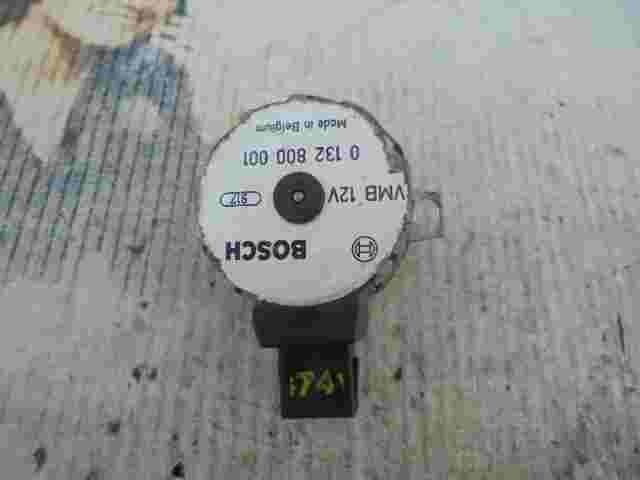 BOSCH
VMB 12V
917
0 132 800 001
Made in Belgium